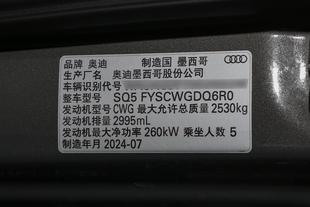 品牌 奥迪 制造国 墨西哥
生产厂名 奥迪墨西哥股份公司
车辆识别代号
整车型号 SQ5 FYSCWGDQ6R0
发动机型号 CWG 最大允许总质量 2530kg
发动机排量 2995mL
发动机最大净功率 260kW 乘坐人数 5
制造年月 2024-07